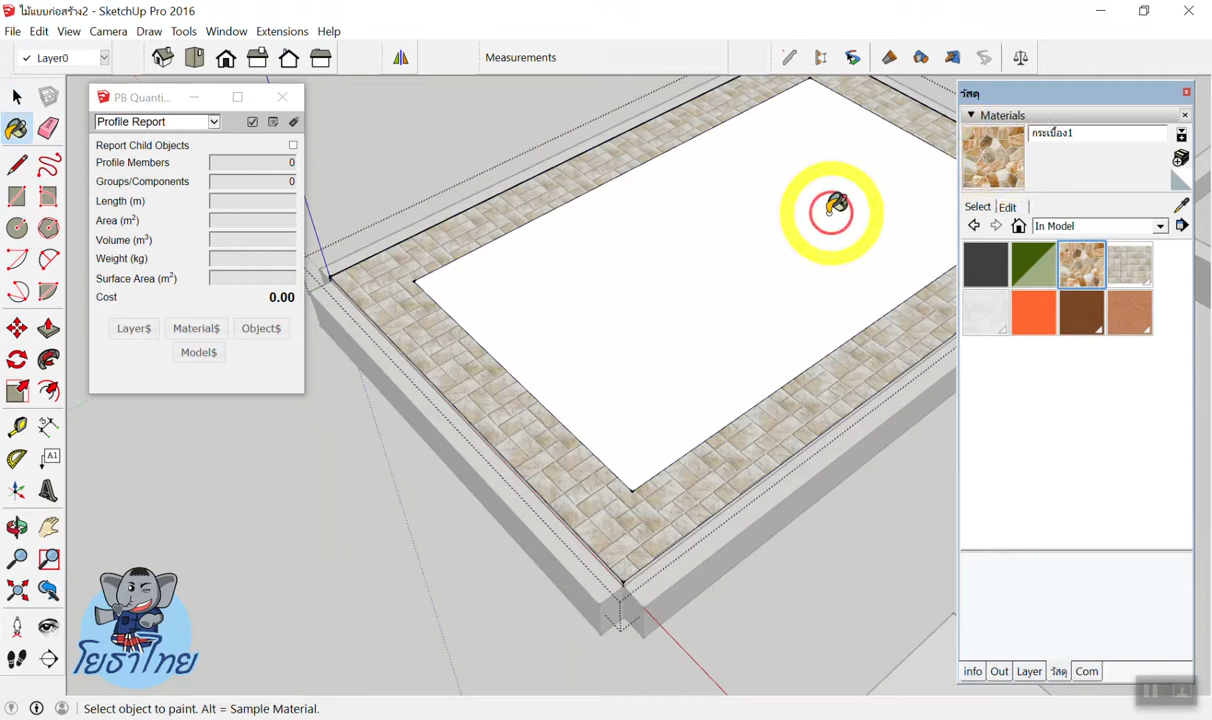 ไม้แบบก่อสร้าง2 - SketchUp Pro 2016
File Edit View Camera Draw Tools Window Extensions Help
Layer0
Measurements
PB Quanti...
Profile Report
Report Child Objects
Profile Members 0
Groups/Components 0
Length (m)
Area (m²)
Volume (m³)
Weight (kg)
Surface Area (m²)
Cost 0.00
Layer$ Material$ Object$
Model$
วัสดุ
Materials
กระเบื้อง1
Select Edit
In Model
A1
โยธาไทย
info Out Layer วัสดุ Com
Select object to paint. Alt = Sample Material.